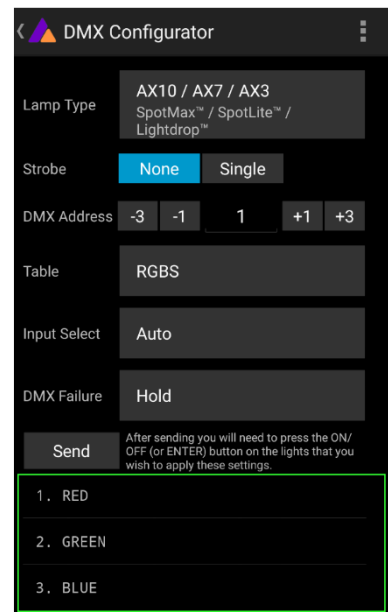 DMX Configurator
Lamp Type
AX10 / AX7 / AX3
SpotMax™ / SpotLite™ /
Lightdrop™
Strobe None Single
DMX Address -3 -1 1 +1 +3
Table RGBS
Input Select Auto
DMX Failure Hold
Send
After sending you will need to press the ON/
OFF (or ENTER) button on the lights that you
wish to apply these settings.
1. RED
2. GREEN
3. BLUE